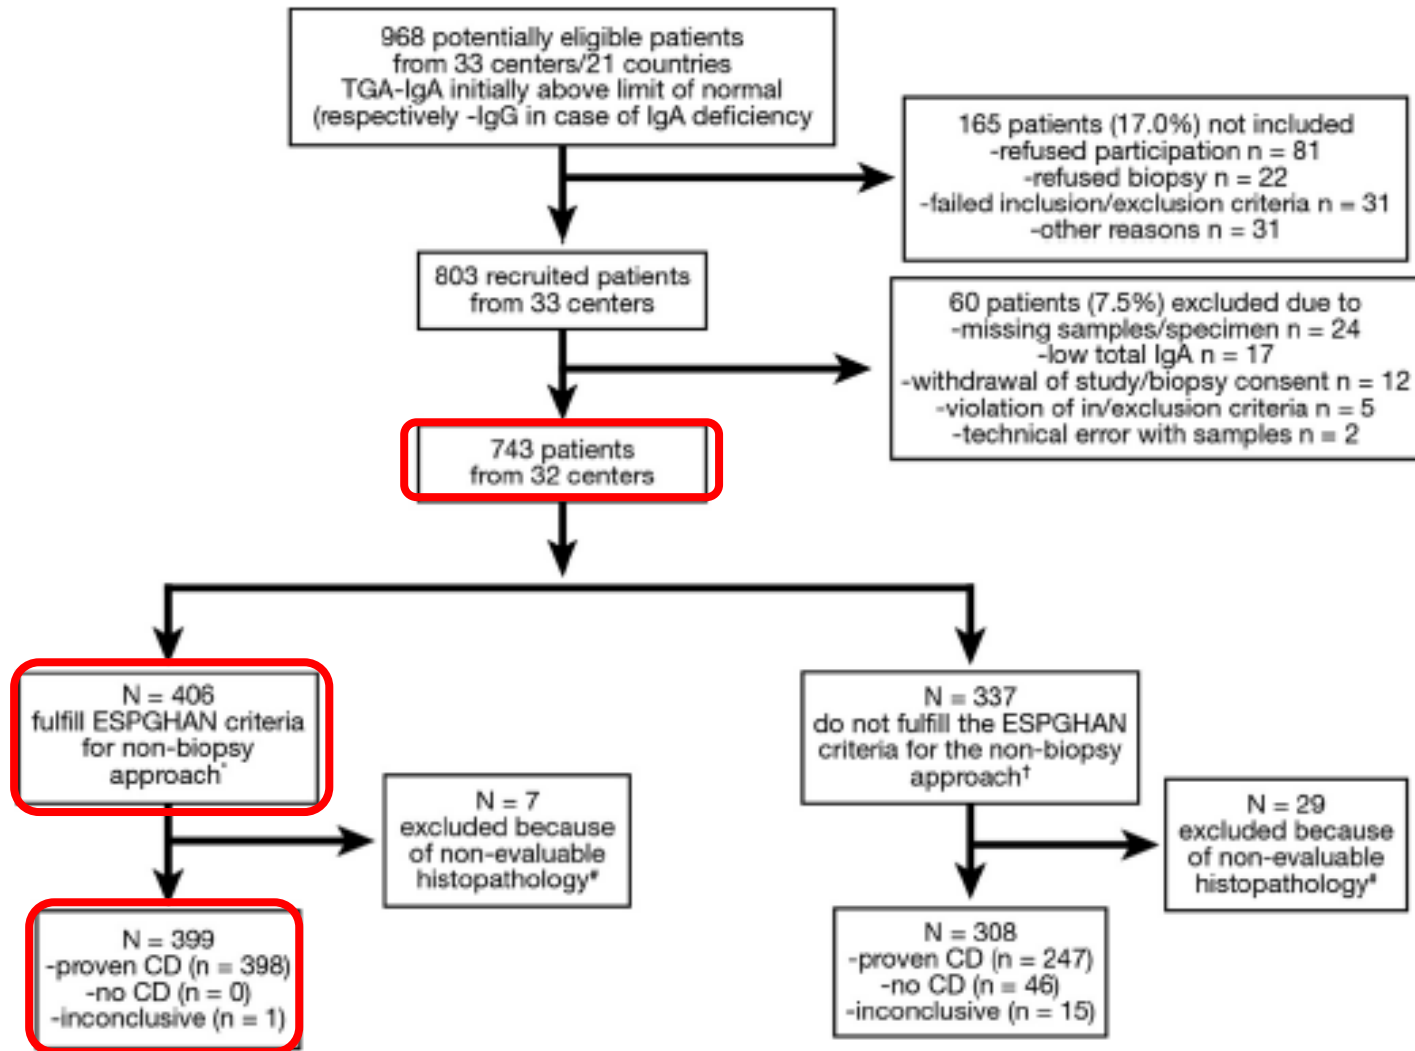 968 potentially eligible patients
from 33 centers/21 countries
TGA-IgA initially above limit of normal
(respectively -IgG in case of IgA deficiency
165 patients (17.0%) not included
-refused participation n = 81
-refused biopsy n = 22
-failed inclusion/exclusion criteria n = 31
-other reasons n = 31
803 recruited patients
from 33 centers
60 patients (7.5%) excluded due to
-missing samples/specimen n = 24
-low total IgA n = 17
-withdrawal of study/biopsy consent n = 12
-violation of in/exclusion criteria n = 5
-technical error with samples n = 2
743 patients
from 32 centers
N = 406
fulfill ESPGHAN criteria
for non-biopsy
approach*
N = 337
do not fulfill the ESPGHAN
criteria for the non-biopsy
approach†
N = 7
excluded because
of non-evaluable
histopathology#
N = 29
excluded because
of non-evaluable
histopathology#
N = 399
-proven CD (n = 398)
-no CD (n = 0)
-inconclusive (n = 1)
N = 308
-proven CD (n = 247)
-no CD (n = 46)
-inconclusive (n = 15)